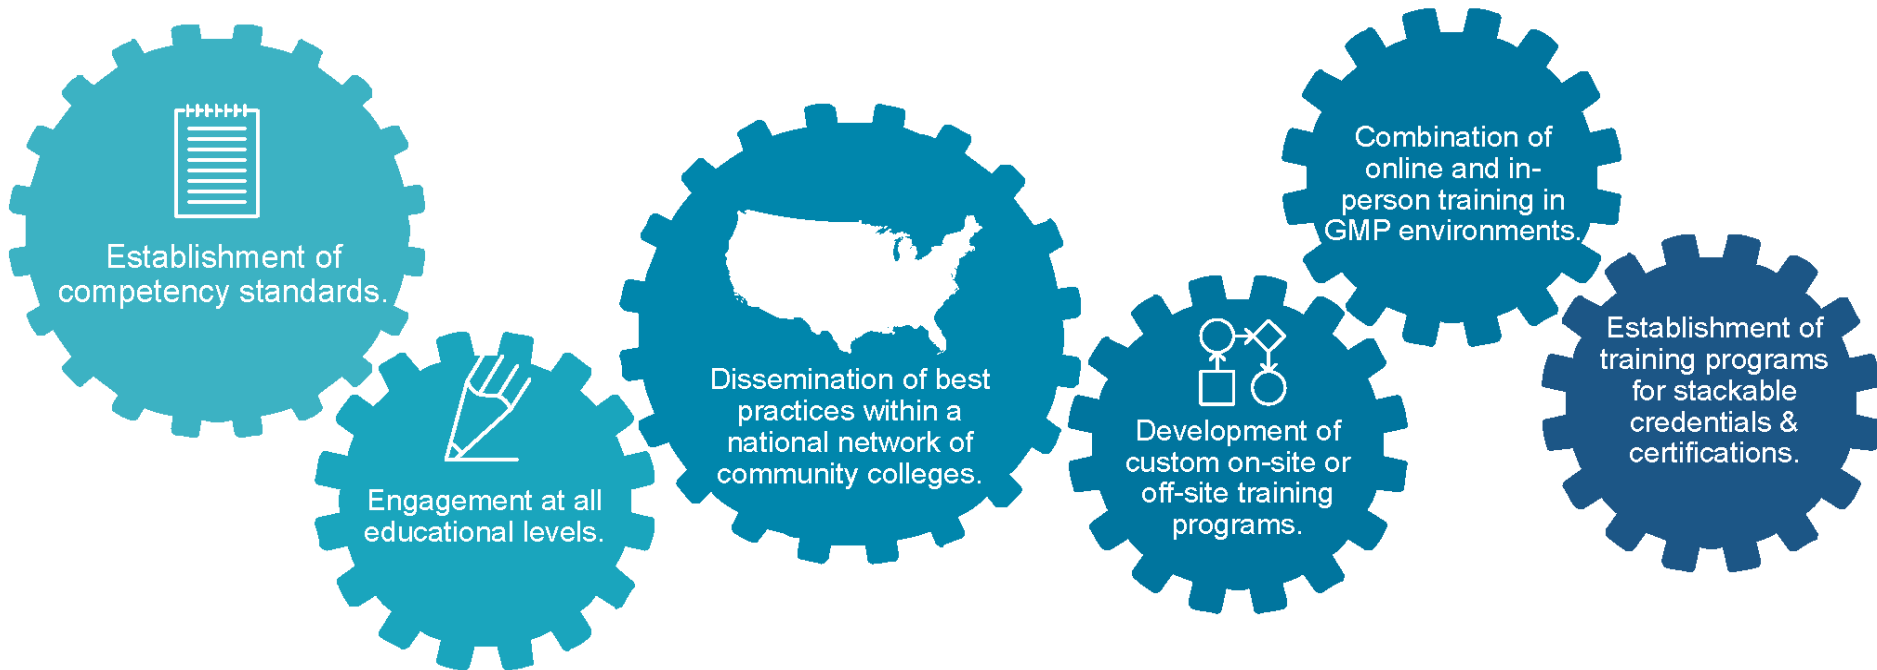 Establishment of
competency standards.
Engagement at all
educational levels.
Dissemination of best
practices within a
national network of
community colleges.
Development of
custom on-site or
off-site training
programs.
Combination of
online and in-
person training in
GMP environments.
Establishment of
training programs
for stackable
credentials &
certifications.